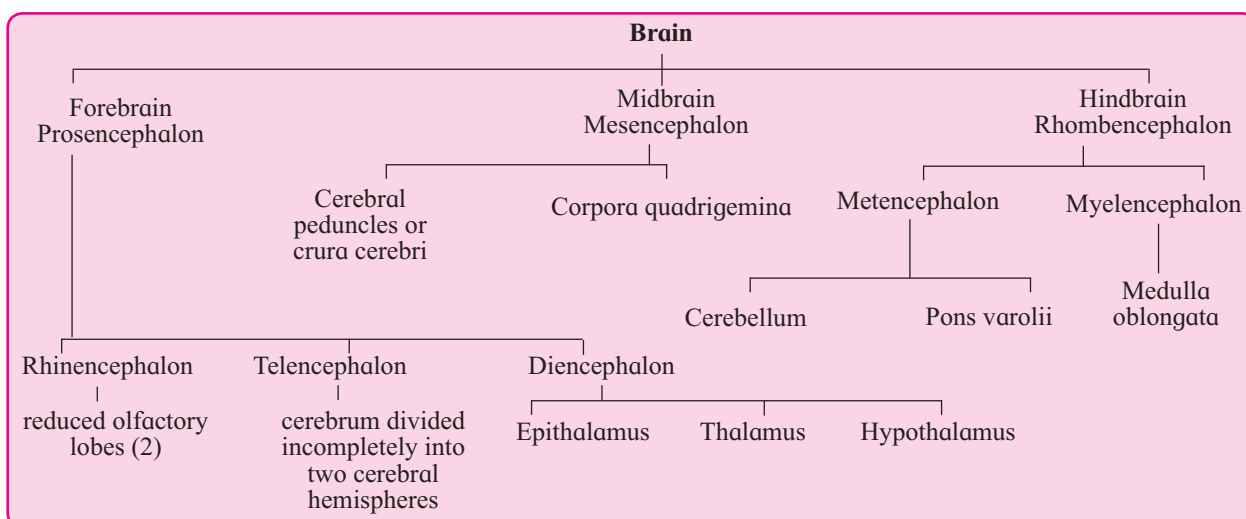 Brain
Forebrain
Prosencephalon
Midbrain
Mesencephalon
Hindbrain
Rhombencephalon
Cerebral
peduncles or
crura cerebri
Corpora quadrigemina
Metencephalon
Myelencephalon
Cerebellum
Pons varolii
Medulla
oblongata
Rhinencephalon
Telencephalon
Diencephalon
reduced olfactory
lobes (2)
cerebrum divided
incompletely into
two cerebral
hemispheres
Epithalamus
Thalamus
Hypothalamus